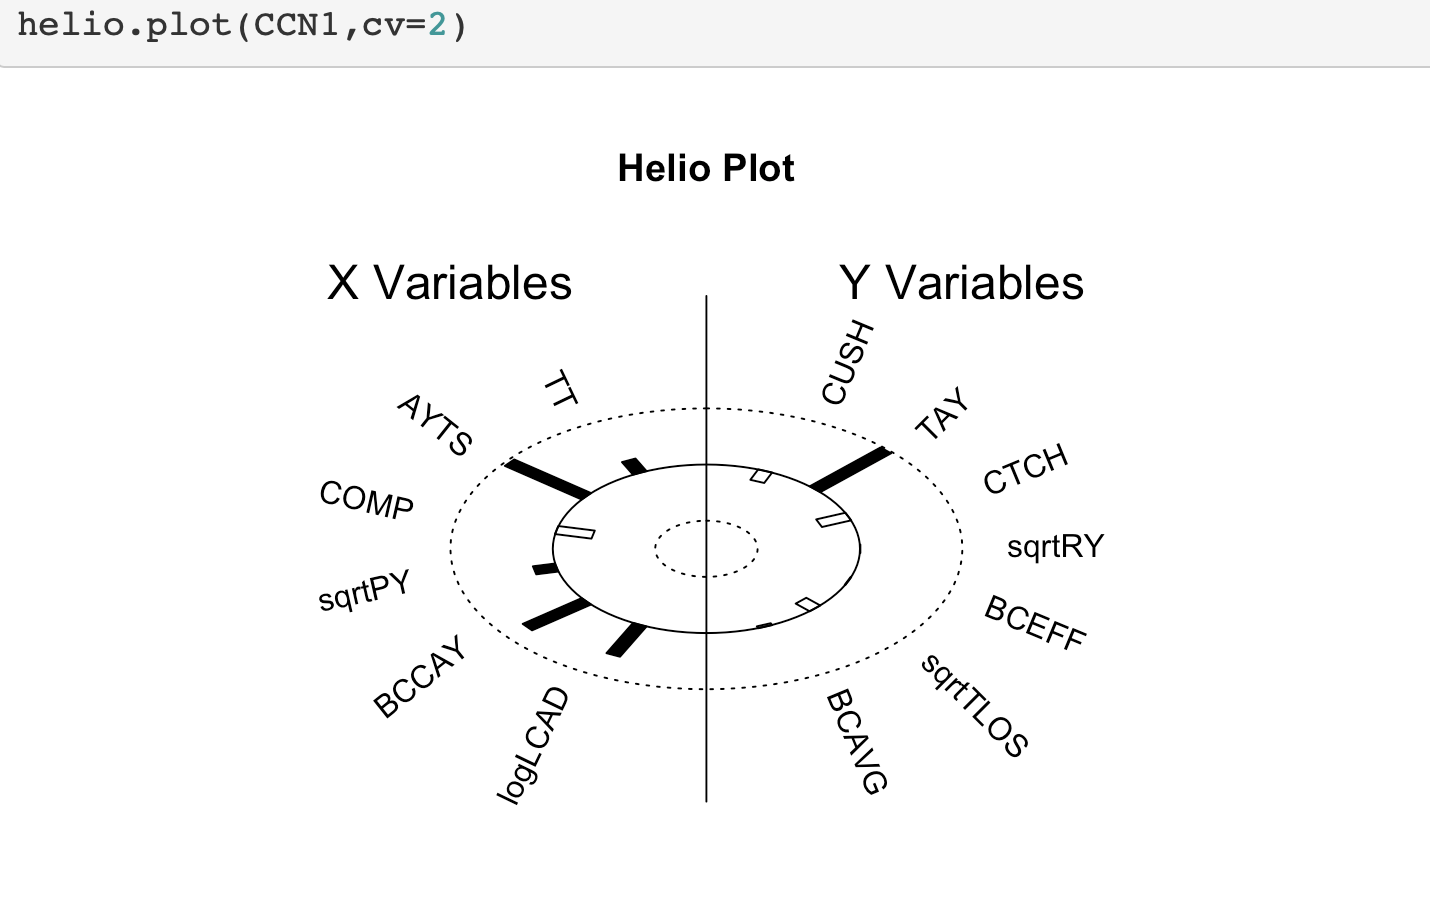 helio.plot(CCN1,cv=2)
Helio Plot
X Variables
Y Variables
TT
AYTS
COMP
sqrtPY
BCCAY
logLCAD
CUSH
TAY
CTCH
sqrtRY
BCEFF
sqrtTLOS
BCAVG